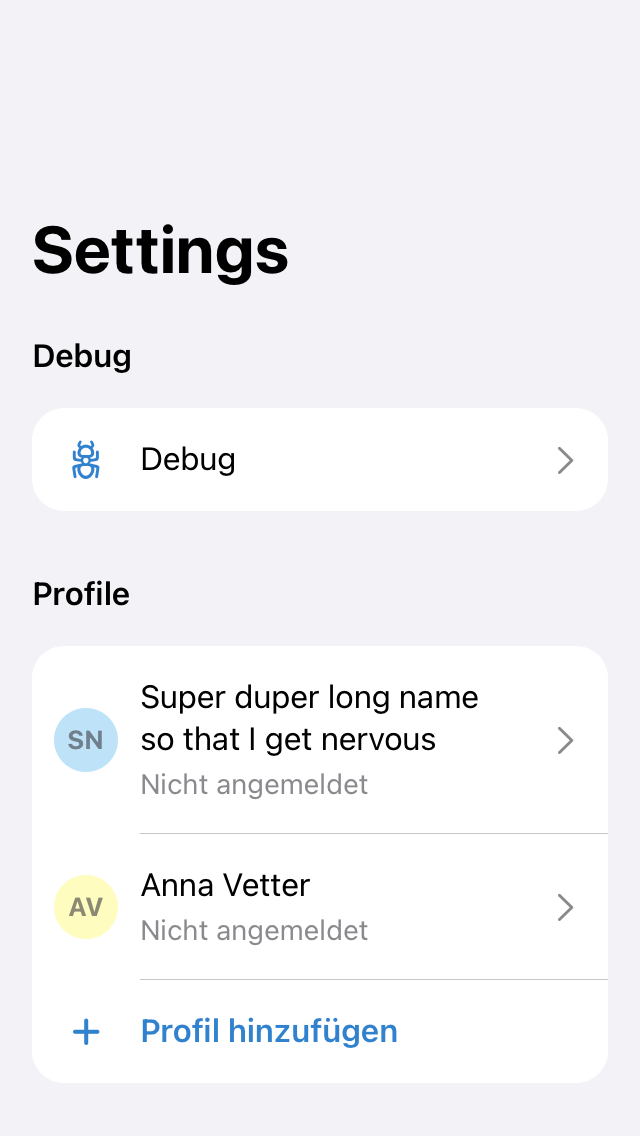 Settings
Debug
Debug
Profile
SN
Super duper long name
so that I get nervous
Nicht angemeldet
AV
Anna Vetter
Nicht angemeldet
Profil hinzufügen